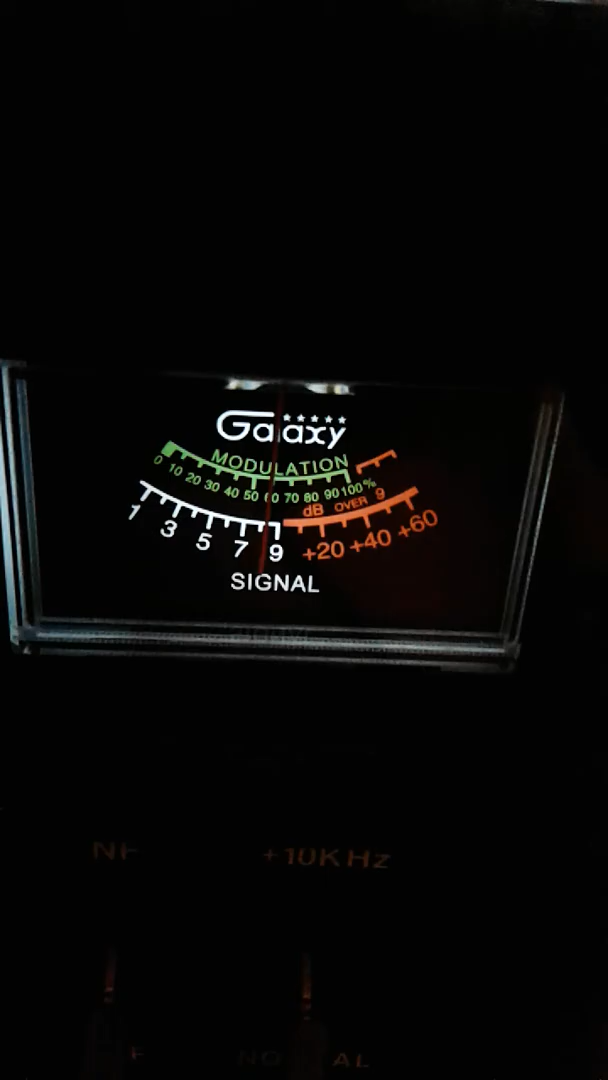 Galaxy
MODULATION
0 10 20 30 40 50 60 70 80 90 100%
dB OVER 9
1 3 5 7 9 +20 +40 +60
SIGNAL
+10KHz